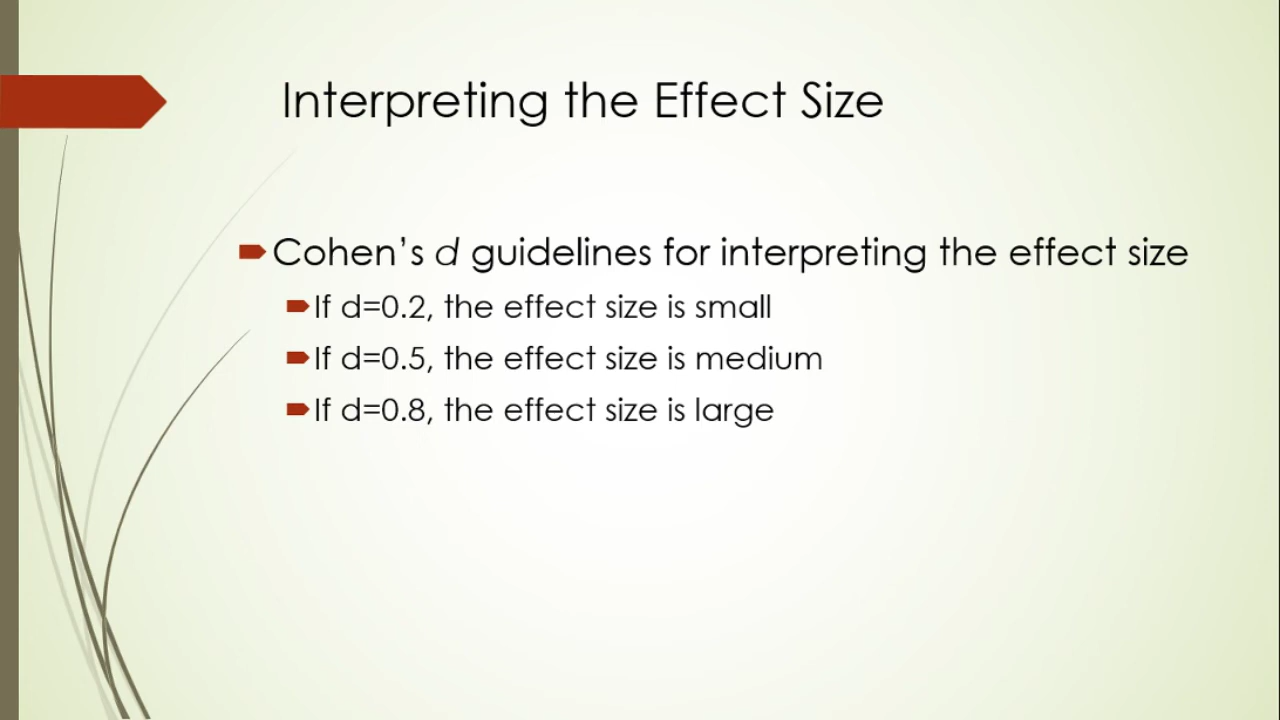 Interpreting the Effect Size
Cohen’s d guidelines for interpreting the effect size
If d=0.2, the effect size is small
If d=0.5, the effect size is medium
If d=0.8, the effect size is large